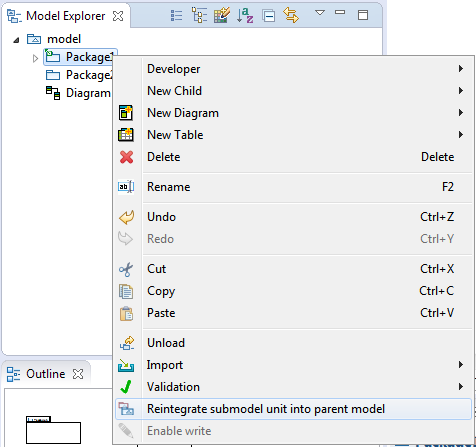 Model Explorer
model
Package1
Package2
Diagram
Developer
New Child
New Diagram
New Table
Delete Delete
Rename F2
Undo Ctrl+Z
Redo Ctrl+Y
Cut Ctrl+X
Copy Ctrl+C
Paste Ctrl+V
Unload
Import
Validation
Reintegrate submodel unit into parent model
Enable write
Outline